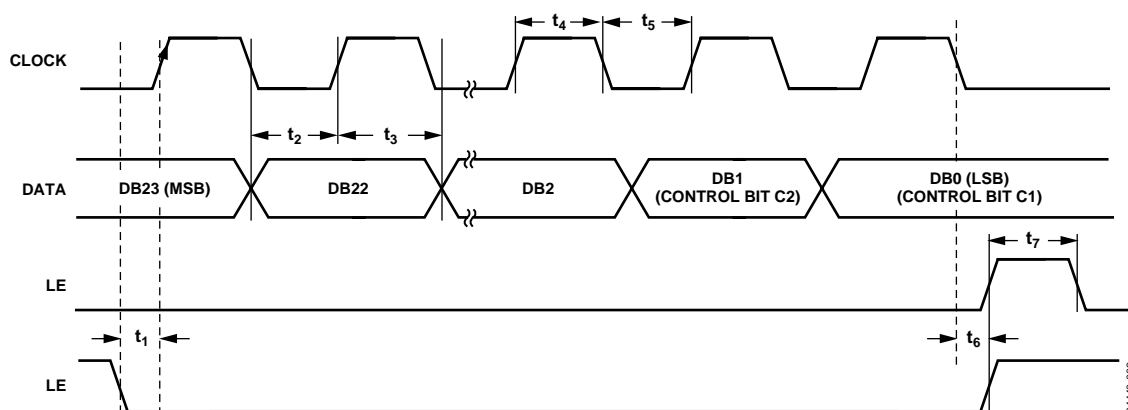 CLOCK
t4
t5
t2
t3
DATA
DB23 (MSB)
DB22
DB2
DB1
(CONTROL BIT C2)
DB0 (LSB)
(CONTROL BIT C1)
t7
LE
t1
t6
LE